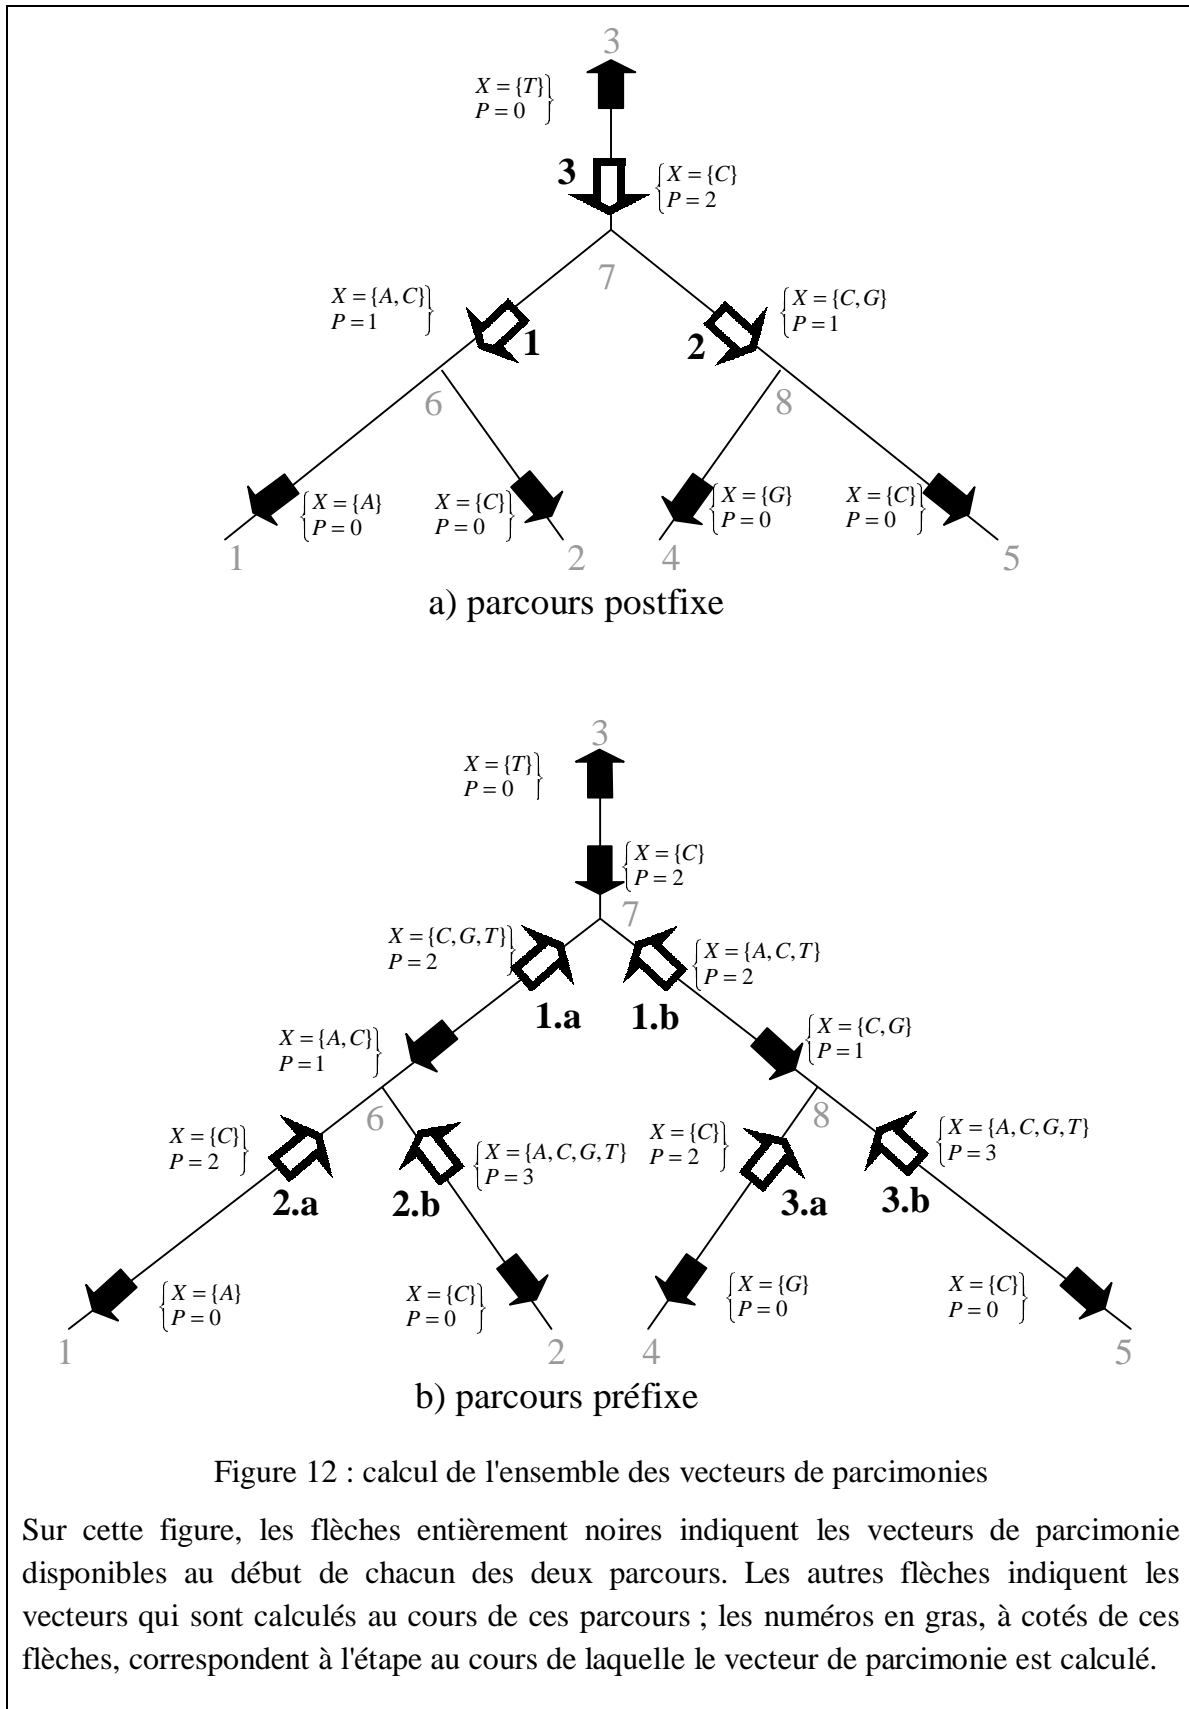 3
X = {T}
P = 0
3
X = {C}
P = 2
7
X = {A, C}
P = 1
1
2
X = {C, G}
P = 1
6
8
X = {A}
P = 0
X = {C}
P = 0
X = {G}
P = 0
X = {C}
P = 0
1
2
4
5
a) parcours postfixe
3
X = {T}
P = 0
X = {C}
P = 2
7
X = {C, G, T}
P = 2
X = {A, C, T}
P = 2
1.a
1.b
X = {A, C}
P = 1
X = {C, G}
P = 1
6
8
X = {C}
P = 2
X = {A, C, G, T}
P = 3
X = {C}
P = 2
X = {A, C, G, T}
P = 3
2.a
2.b
3.a
3.b
X = {A}
P = 0
X = {C}
P = 0
X = {G}
P = 0
X = {C}
P = 0
1
2
4
5
b) parcours préfixe
Figure 12 : calcul de l'ensemble des vecteurs de parcimonies
Sur cette figure, les flèches entièrement noires indiquent les vecteurs de parcimonie
disponibles au début de chacun des deux parcours. Les autres flèches indiquent les
vecteurs qui sont calculés au cours de ces parcours ; les numéros en gras, à cotés de ces
flèches, correspondent à l'étape au cours de laquelle le vecteur de parcimonie est calculé.